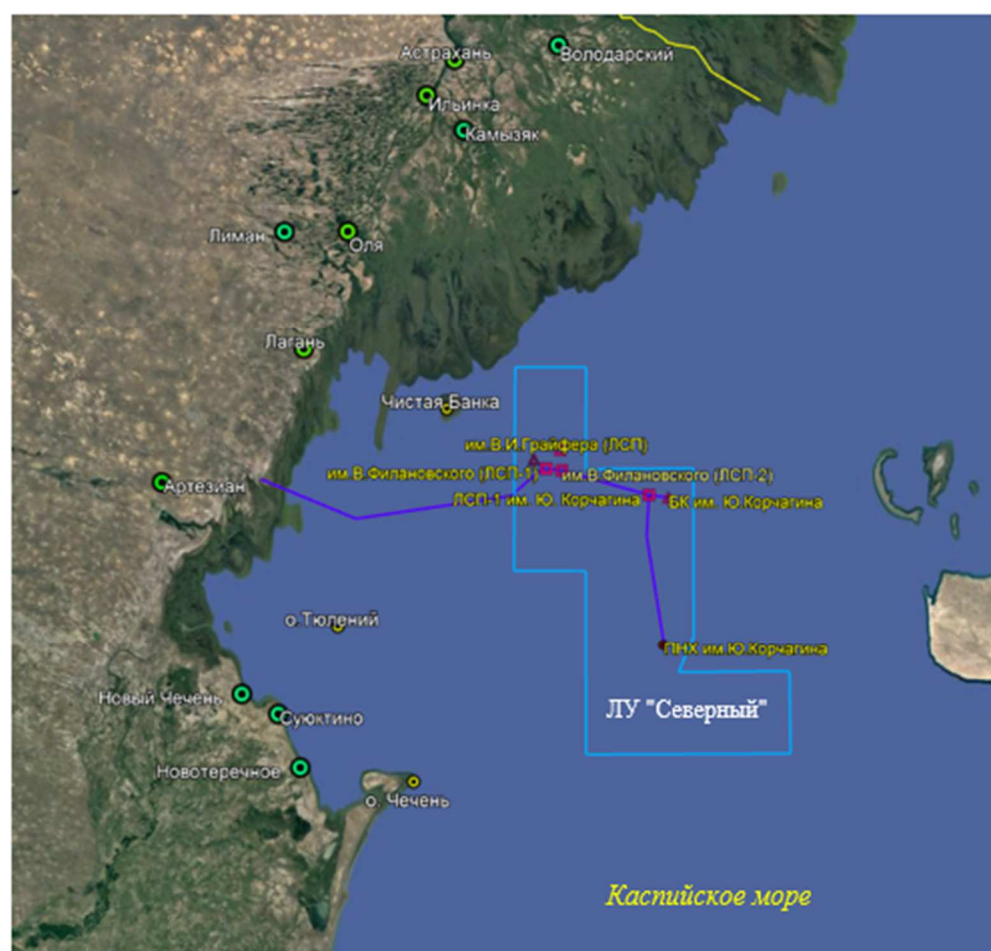 Астрахань
Володарский
Ильинка
Камызяк
Лиман
Оля
Лагань
Чистая Банка
им.В.И.Грайфера (ЛСП)
им.В.Филановского (ЛСП-1)
им.В.Филановского (ЛСП-2)
Артезиан
ЛСП-1 им. Ю. Корчагина
БК им. Ю.Корчагина
о.Тюлений
ПНХ им.Ю.Корчагина
Новый Чечень
Суюктино
ЛУ "Северный"
Новотеречное
о. Чечень
Каспийское море